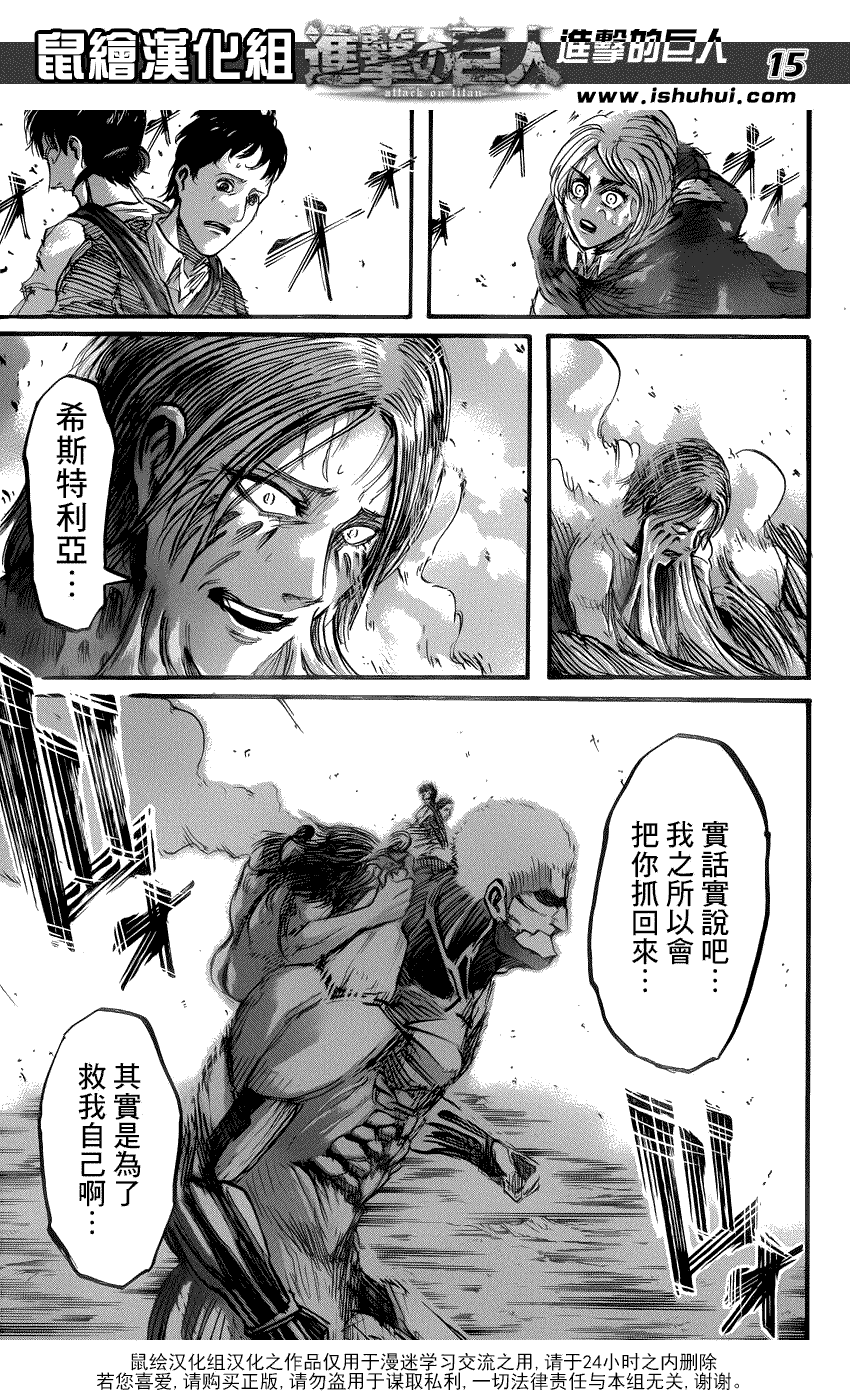 鼠繪漢化組
進撃の巨人
attack on titan
進擊的巨人
www.ishuhui.com
15
希斯特利亞…
實話實說吧…
我之所以會
把你抓回來…
其實是為了
救我自己啊…
鼠绘汉化组汉化之作品仅用于漫迷学习交流之用, 请于24小时之内删除
若您喜爱, 请购买正版, 请勿盗用于谋取私利, 一切法律责任与本组无关, 谢谢。